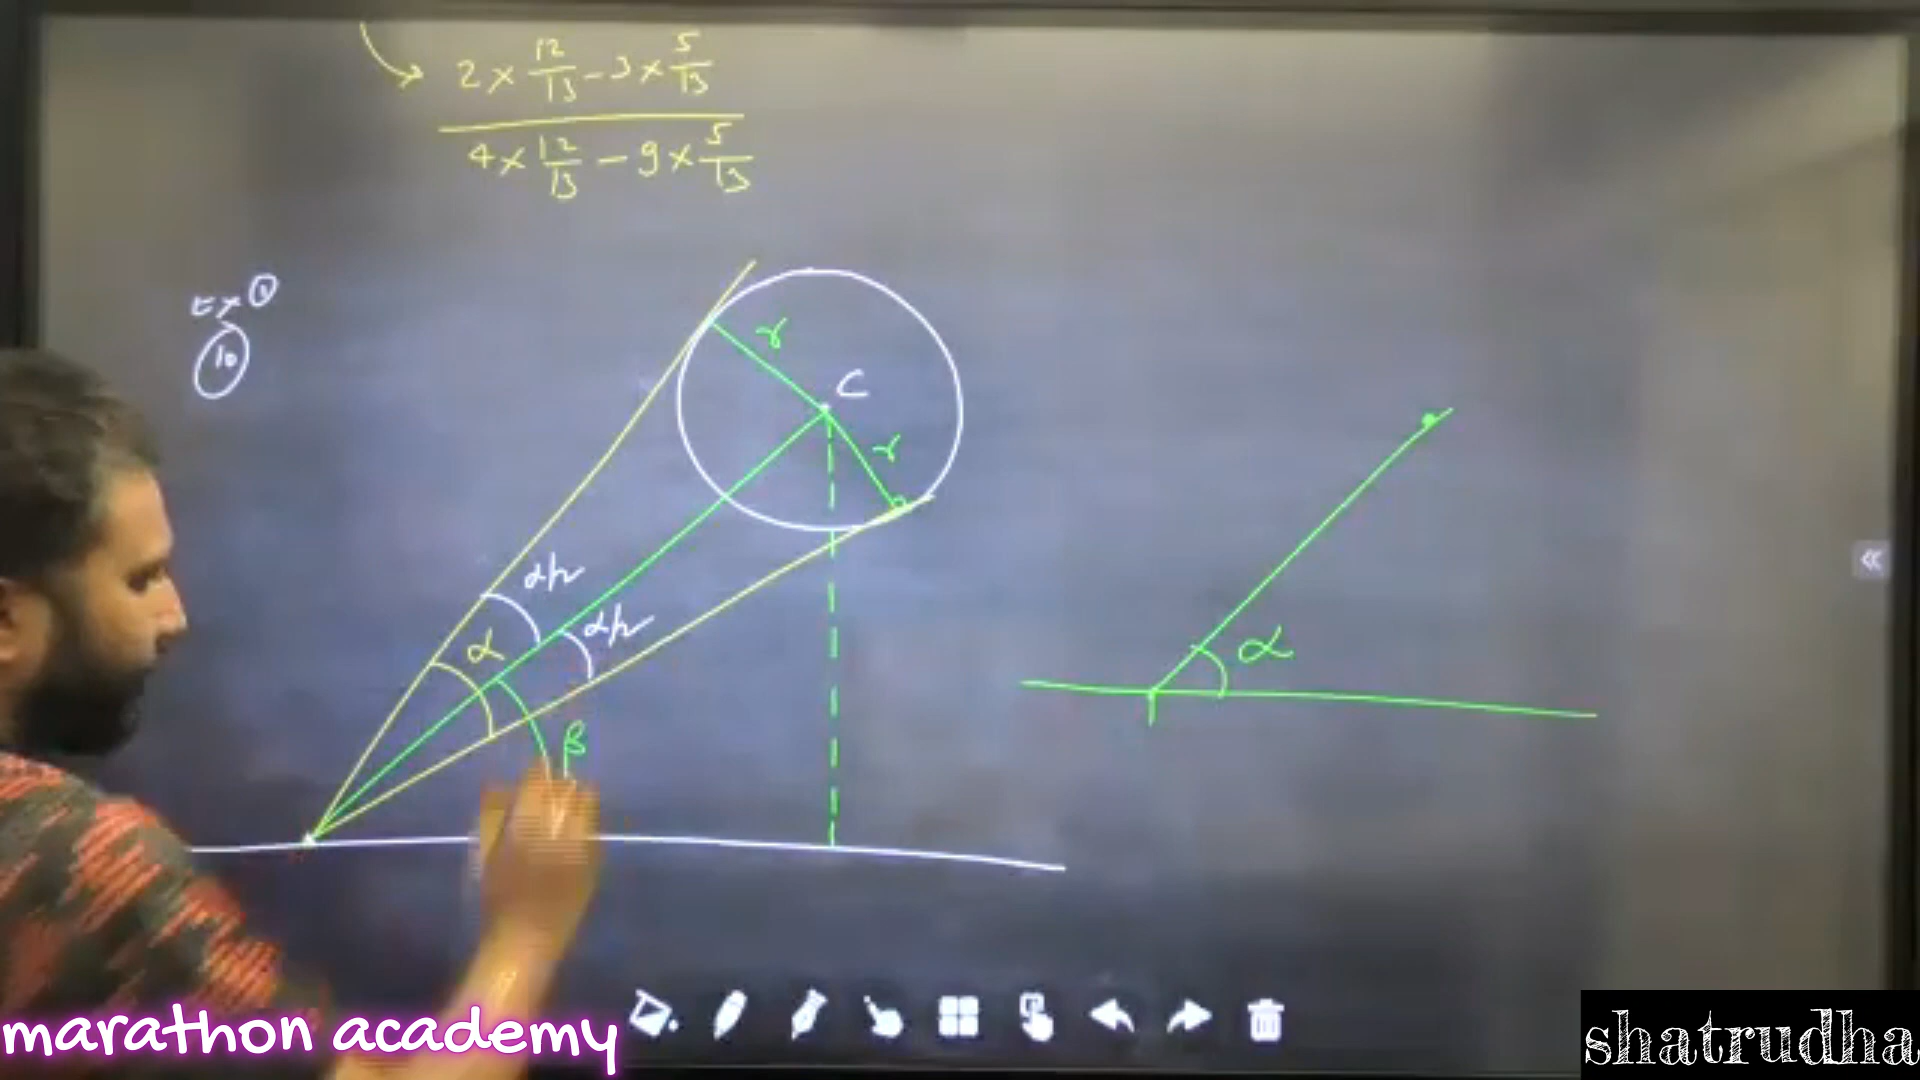 2 × 12/13 - 3 × 5/13
4 × 12/13 - 9 × 5/13
Ex ①
⑩
r
C
r
α/2
α/2
α
α
β
marathon academy
shatrudha